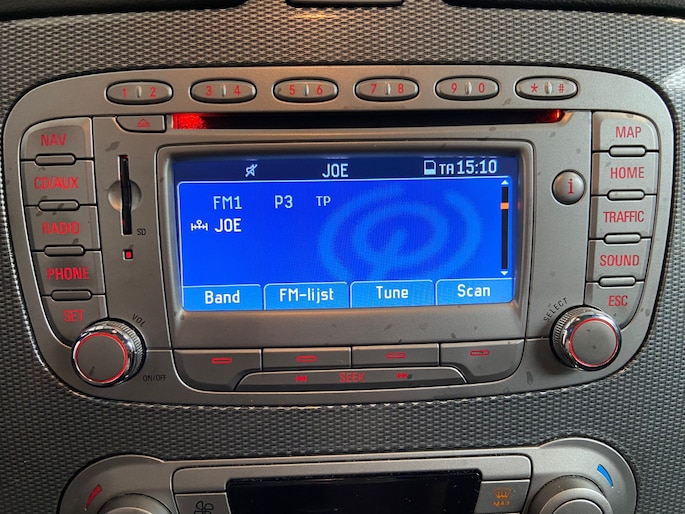 1 2 3 4 5 6 7 8 9 0 * #
NAV
CD/AUX
RADIO
PHONE
SET
SD
JOE TA 15:10
FM1 P3 TP
JOE
Band FM-lijst Tune Scan
i
MAP
HOME
TRAFFIC
SOUND
ESC
VOL
ON/OFF
SELECT
SEEK